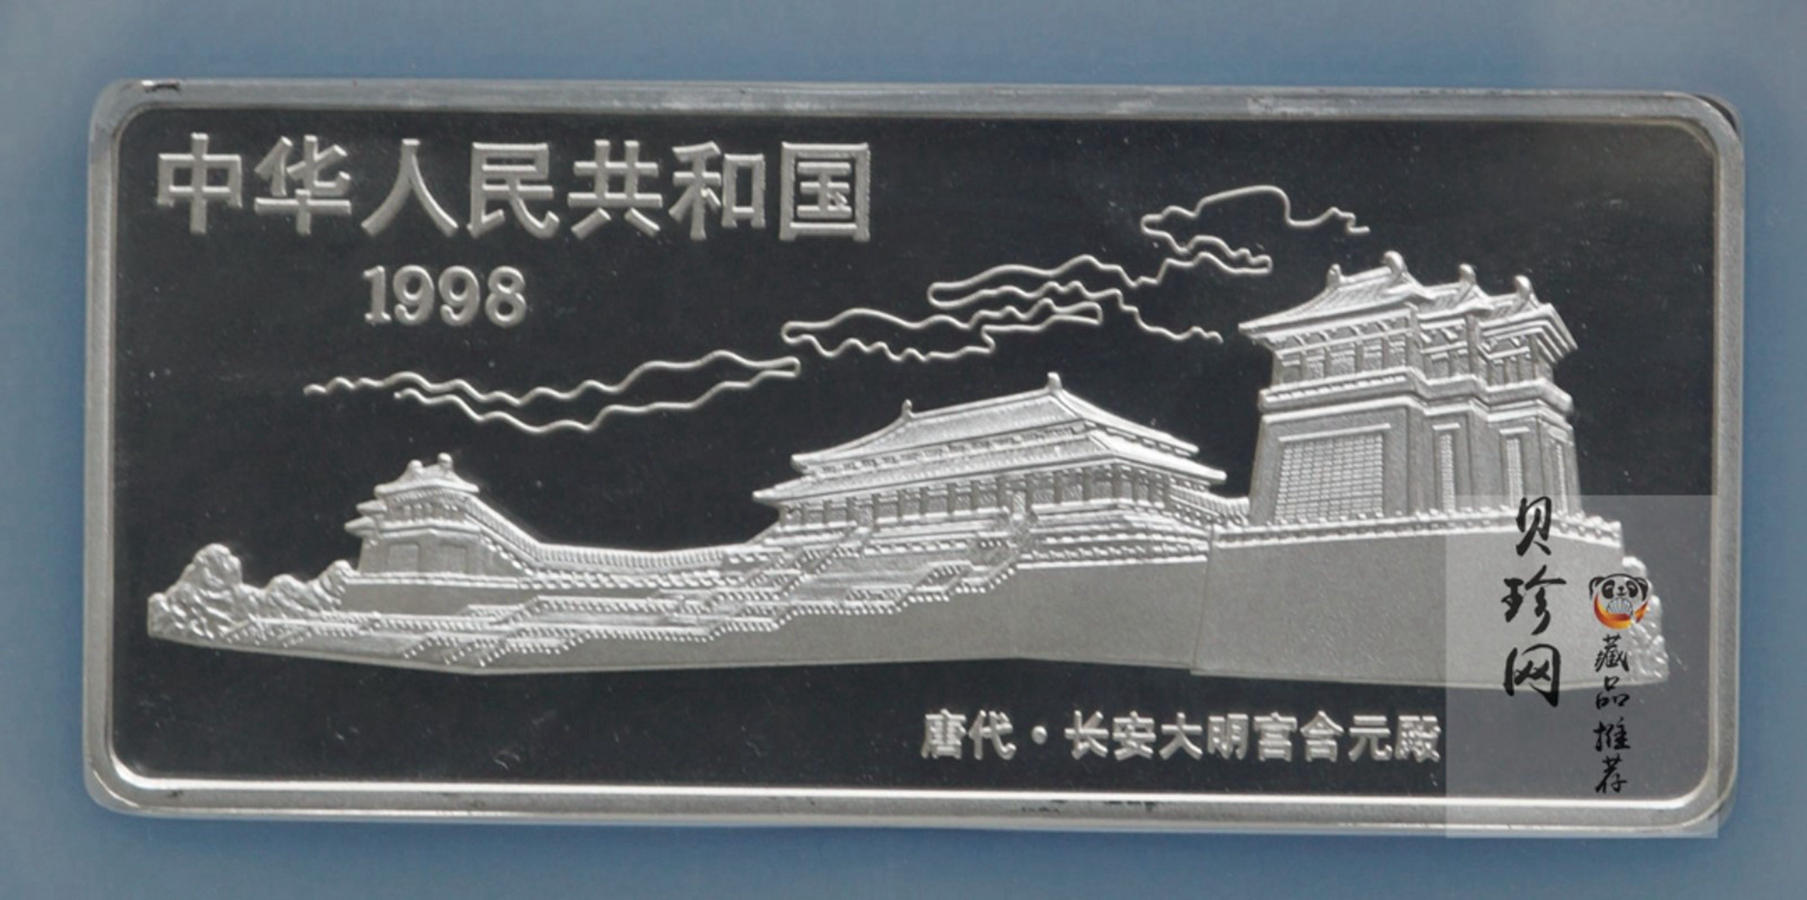 中华人民共和国
1998
唐代·长安大明宫含元殿
贝珍网
藏品推荐